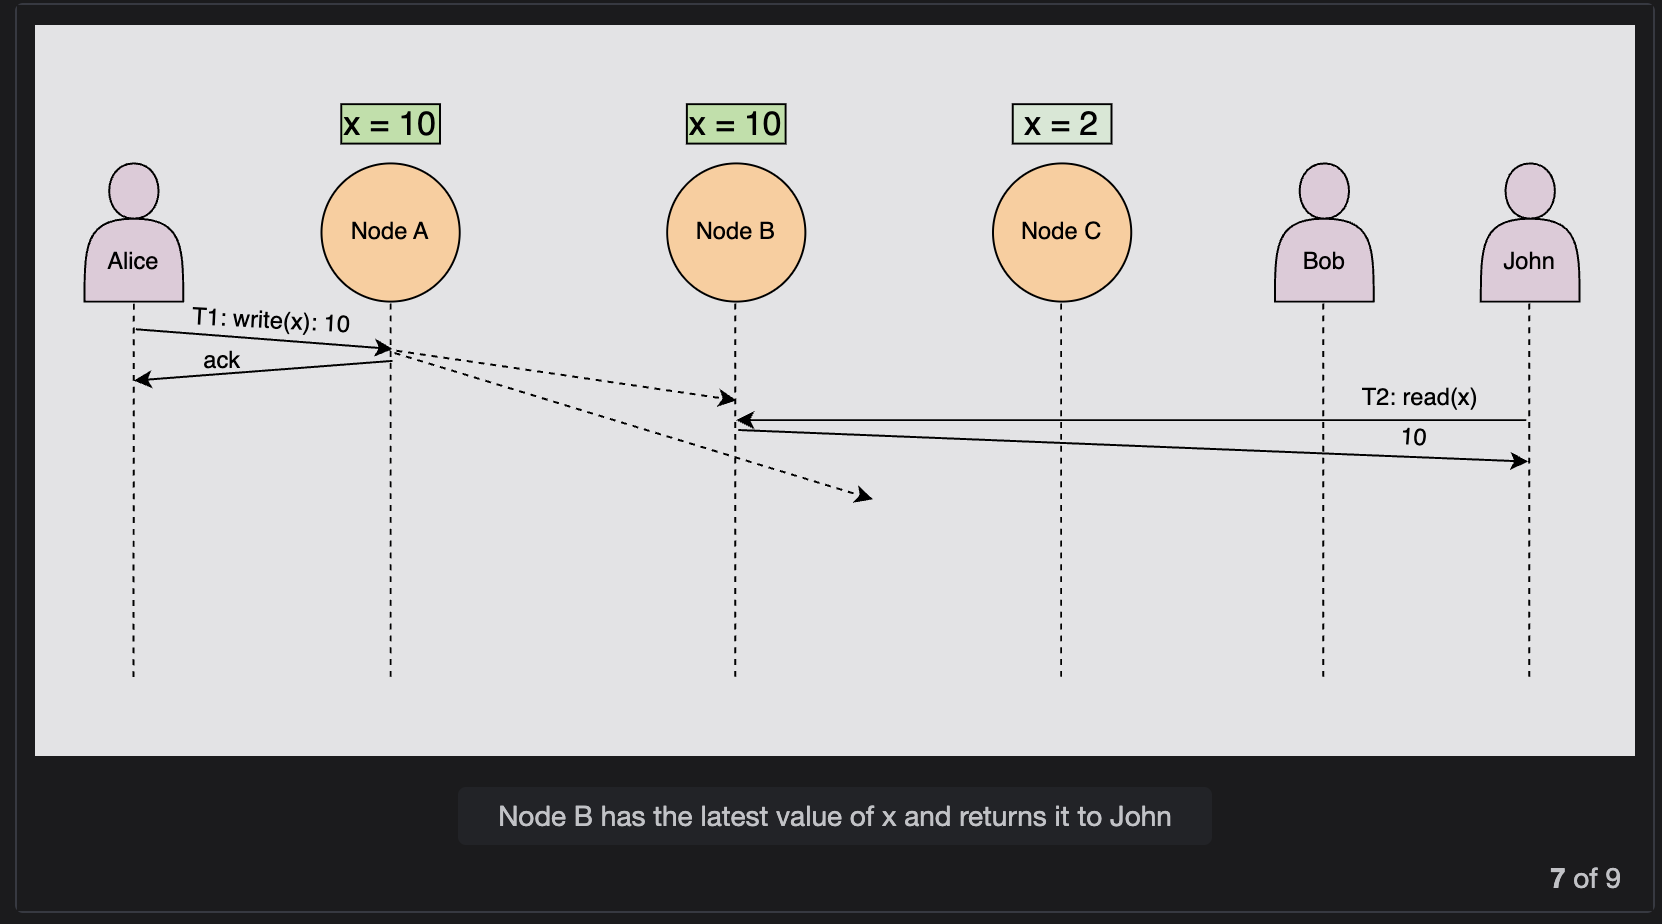 x = 10
x = 10
x = 2
Alice
Node A
Node B
Node C
Bob
John
T1: write(x): 10
ack
T2: read(x)
10
Node B has the latest value of x and returns it to John
7 of 9